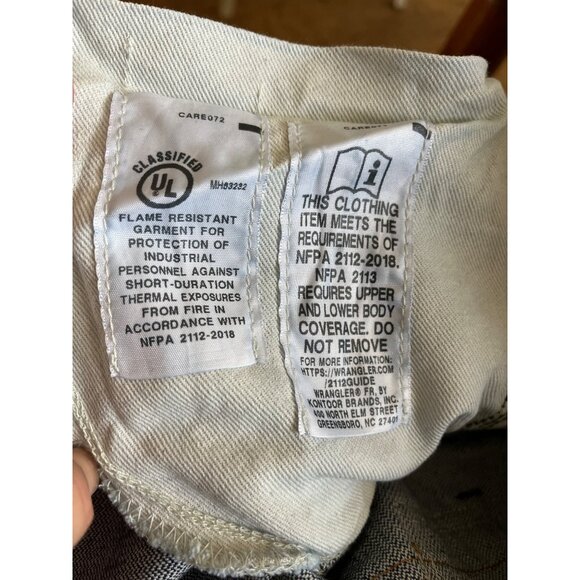 CARE072
CLASSIFIED
UL
MH63232
FLAME RESISTANT
GARMENT FOR
PROTECTION OF
INDUSTRIAL
PERSONNEL AGAINST
SHORT-DURATION
THERMAL EXPOSURES
FROM FIRE IN
ACCORDANCE WITH
NFPA 2112-2018
CARE072
i
THIS CLOTHING
ITEM MEETS THE
REQUIREMENTS OF
NFPA 2112-2018.
NFPA 2113
REQUIRES UPPER
AND LOWER BODY
COVERAGE. DO
NOT REMOVE
FOR MORE INFORMATION:
HTTPS://WRANGLER.COM
/2112GUIDE
WRANGLER® FR, BY
KONTOOR BRANDS, INC.
400 NORTH ELM STREET
GREENSBORO, NC 27401